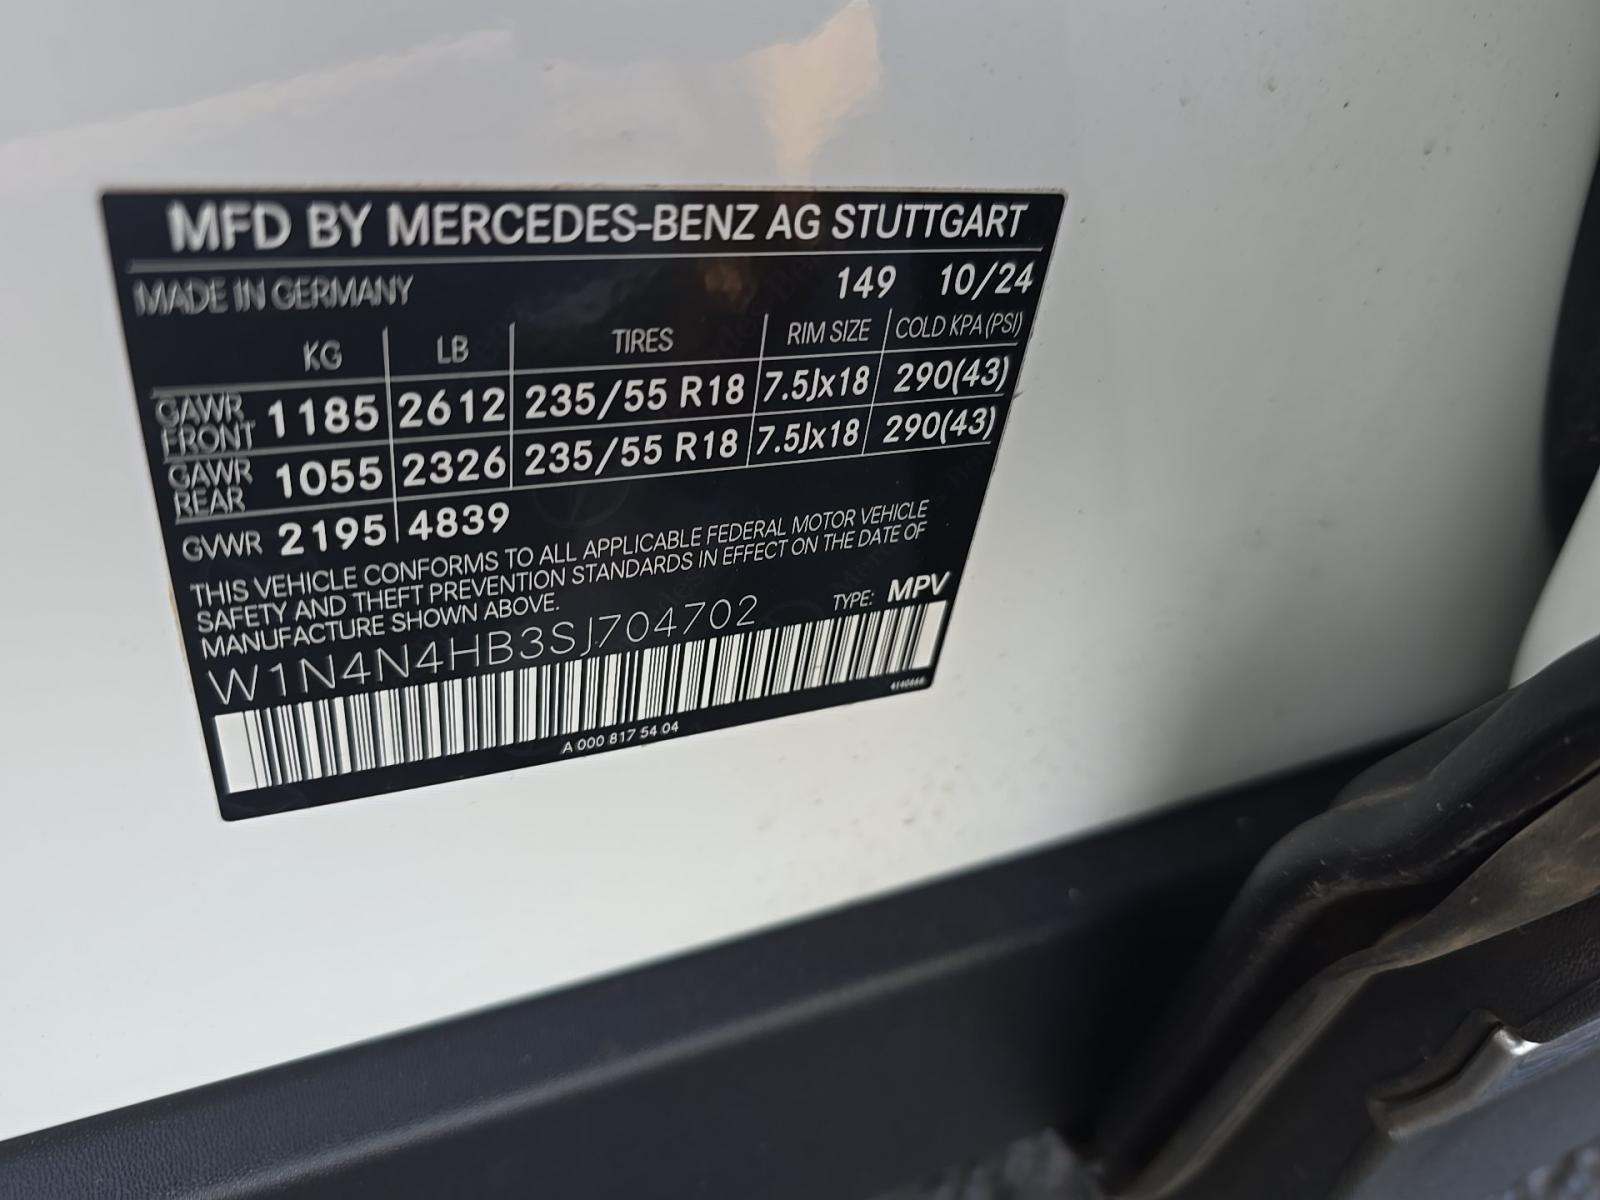 MFD BY MERCEDES-BENZ AG STUTTGART
MADE IN GERMANY 149 10/24
KG LB TIRES RIM SIZE COLD KPA (PSI)
GAWR FRONT 1185 2612 235/55 R18 7.5Jx18 290(43)
GAWR REAR 1055 2326 235/55 R18 7.5Jx18 290(43)
GVWR 2195 4839
THIS VEHICLE CONFORMS TO ALL APPLICABLE FEDERAL MOTOR VEHICLE
SAFETY AND THEFT PREVENTION STANDARDS IN EFFECT ON THE DATE OF
MANUFACTURE SHOWN ABOVE.
TYPE: MPV
W1N4N4HB3SJ704702
A 000 817 54 04